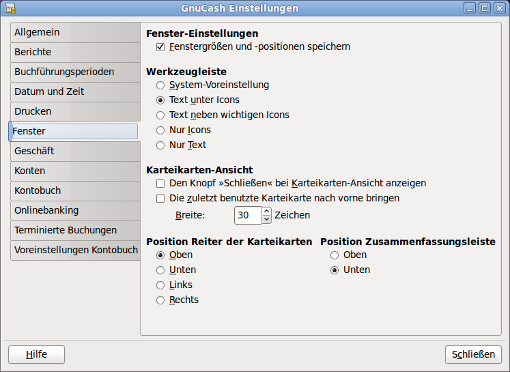 GnuCash Einstellungen
Allgemein
Berichte
Buchführungsperioden
Datum und Zeit
Drucken
Fenster
Geschäft
Konten
Kontobuch
Onlinebanking
Terminierte Buchungen
Voreinstellungen Kontobuch
Fenster-Einstellungen
Fenstergrößen und -positionen speichern
Werkzeugleiste
System-Voreinstellung
Text unter Icons
Text neben wichtigen Icons
Nur Icons
Nur Text
Karteikarten-Ansicht
Den Knopf »Schließen« bei Karteikarten-Ansicht anzeigen
Die zuletzt benutzte Karteikarte nach vorne bringen
Breite: 30 Zeichen
Position Reiter der Karteikarten
Oben
Unten
Links
Rechts
Position Zusammenfassungsleiste
Oben
Unten
Hilfe
Schließen